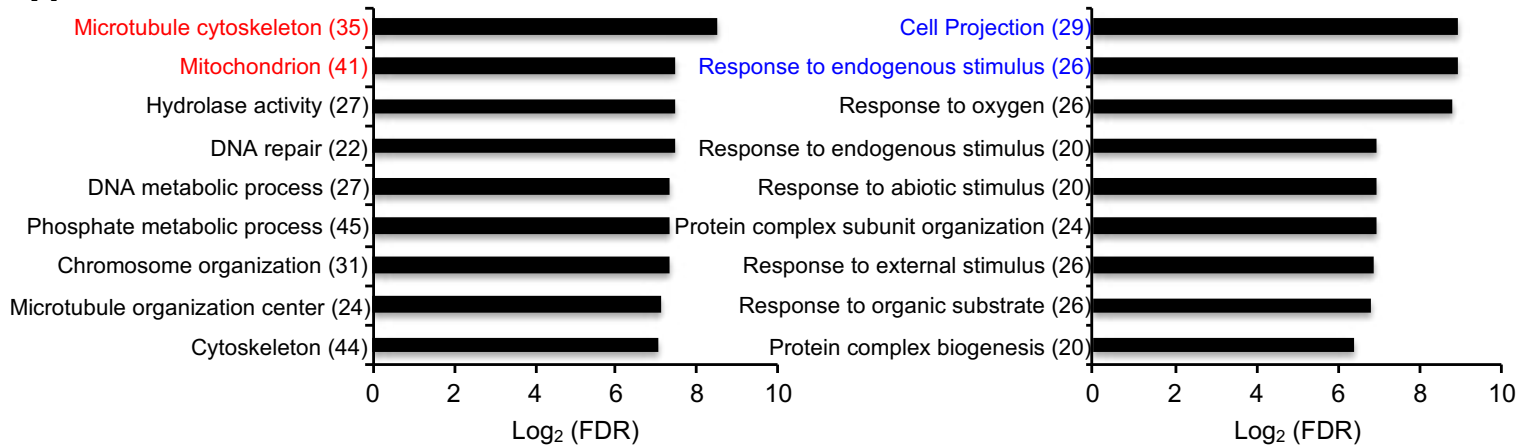 Microtubule cytoskeleton (35)
Mitochondrion (41)
Hydrolase activity (27)
DNA repair (22)
DNA metabolic process (27)
Phosphate metabolic process (45)
Chromosome organization (31)
Microtubule organization center (24)
Cytoskeleton (44)
0 2 4 6 8 10
Log₂ (FDR)
Cell Projection (29)
Response to endogenous stimulus (26)
Response to oxygen (26)
Response to endogenous stimulus (20)
Response to abiotic stimulus (20)
Protein complex subunit organization (24)
Response to external stimulus (26)
Response to organic substrate (26)
Protein complex biogenesis (20)
0 2 4 6 8 10
Log₂ (FDR)